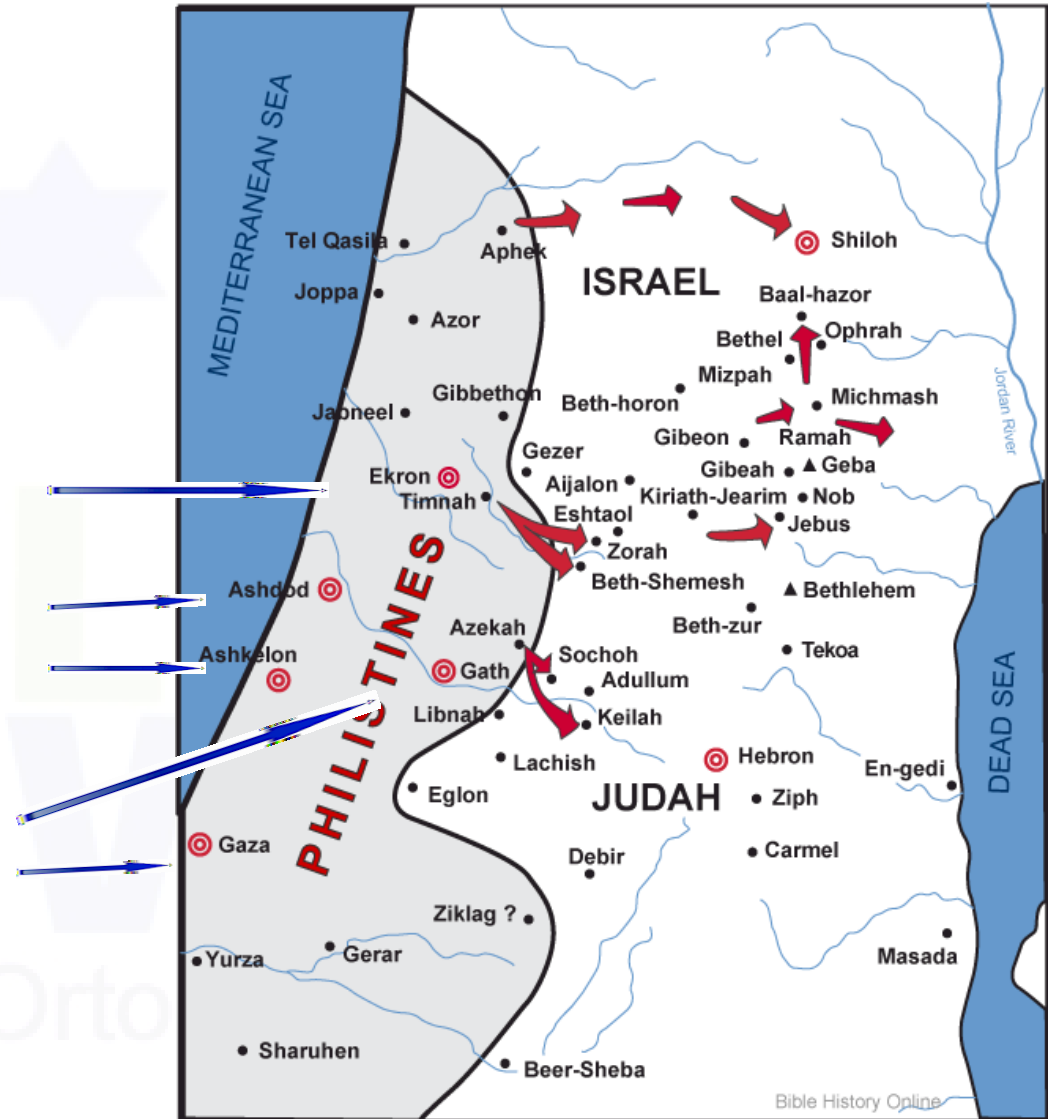 MEDITERRANEAN SEA
Tel Qasila
Aphek
Shiloh
ISRAEL
Joppa
Azor
Baal-hazor
Ophrah
Bethel
Mizpah
Jordan River
Gibbethon
Beth-horon
Michmash
Jabneel
Gibeon
Ramah
Gezer
Ekron
Aijalon
Gibeah
Geba
Timnah
Kiriath-Jearim
Nob
Eshtaol
Jebus
Zorah
Ashdod
Beth-Shemesh
Bethlehem
PHILISTINES
Azekah
Beth-zur
Ashkelon
Sochoh
Tekoa
Gath
Adullum
Libnah
Keilah
DEAD SEA
Lachish
Hebron
En-gedi
Eglon
JUDAH
Ziph
Gaza
Debir
Carmel
Ziklag ?
Yurza
Gerar
Masada
Orto
Sharuhen
Beer-Sheba
Bible History Online